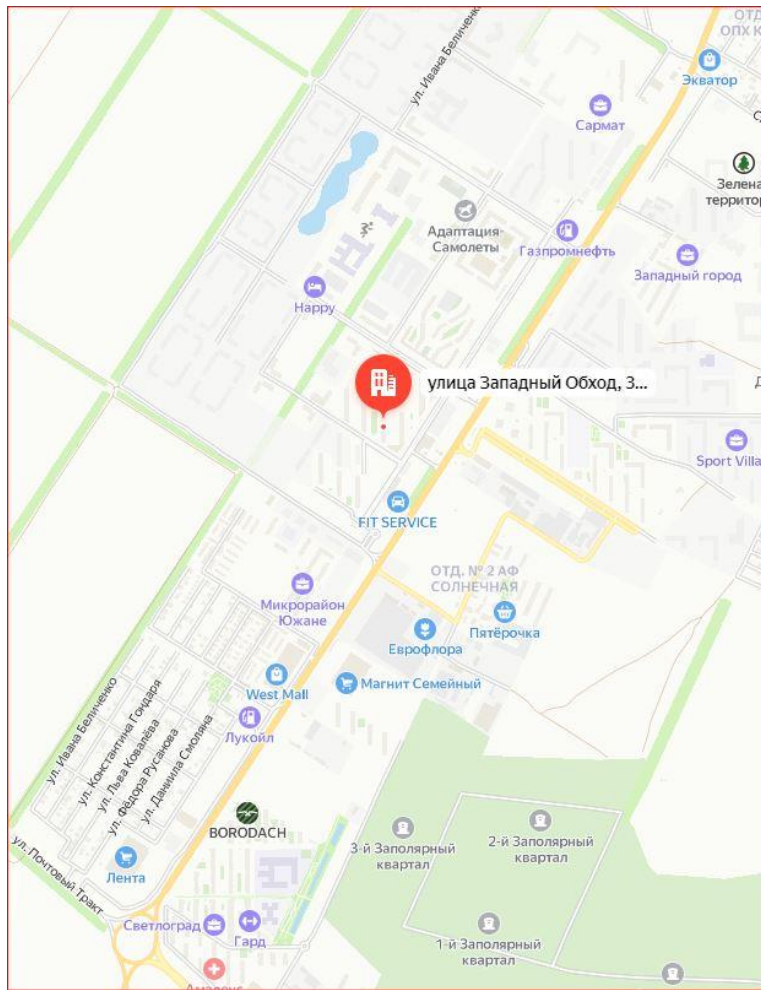 ОТД
ОПХ К
ул. Ивана Беличенко
Экватор
Сармат
Зелена
территор
Адаптация-
Самолеты
Газпромнефть
Западный город
Happy
улица Западный Обход, 3...
Д
Sport Villa
FIT SERVICE
ОТД. № 2 АФ
СОЛНЕЧНАЯ
Микрорайон
Южане
Еврофлора
Пятёрочка
West Mall
Магнит Семейный
Лукойл
ул. Ивана Беличенко
ул. Константина Гондаря
ул. Льва Ковалёва
ул. Фёдора Русанова
ул. Даниила Смоляна
BORODACH
3-й Заполярный
квартал
2-й Заполярный
квартал
ул. Почтовый Тракт
Лента
Светлоград
Гард
1-й Заполярный
квартал